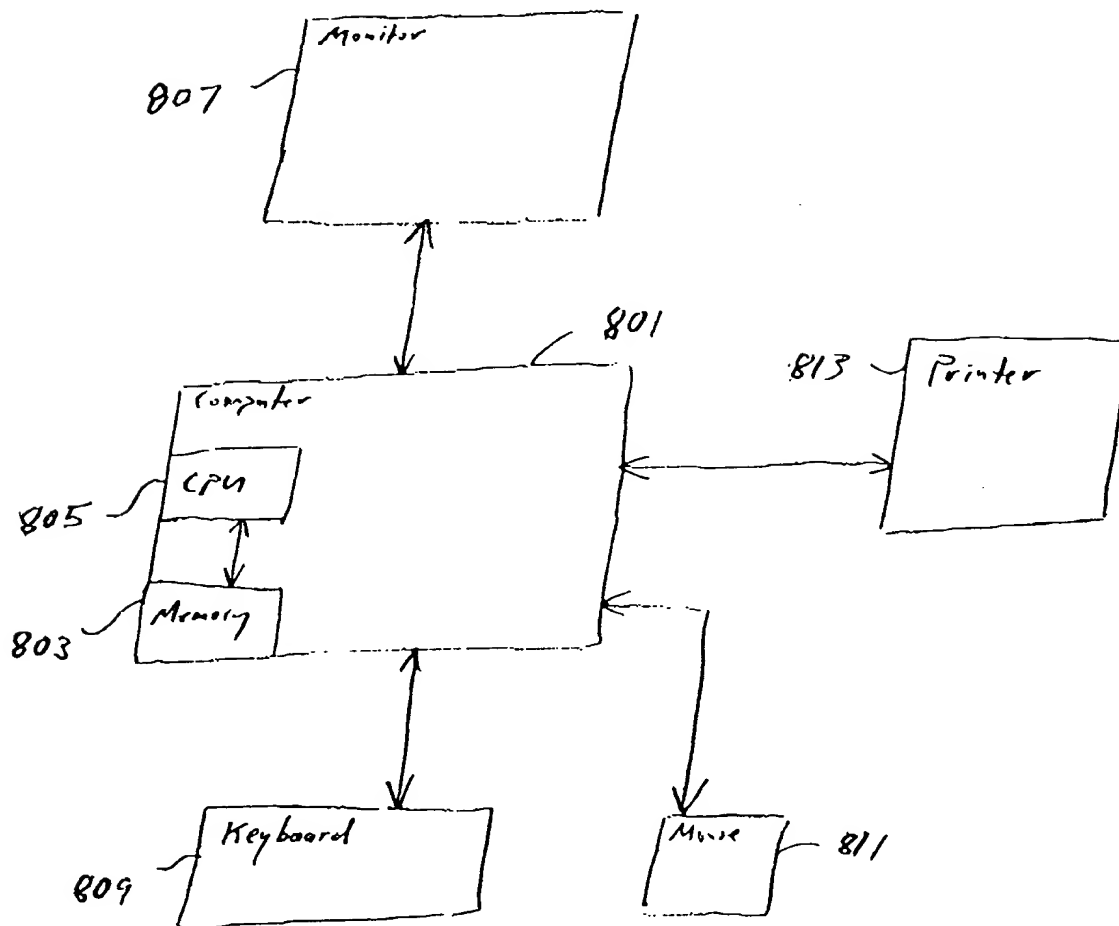 Monitor
807
801
Computer
813
Printer
CPU
805
Memory
803
Keyboard
809
Mouse
811